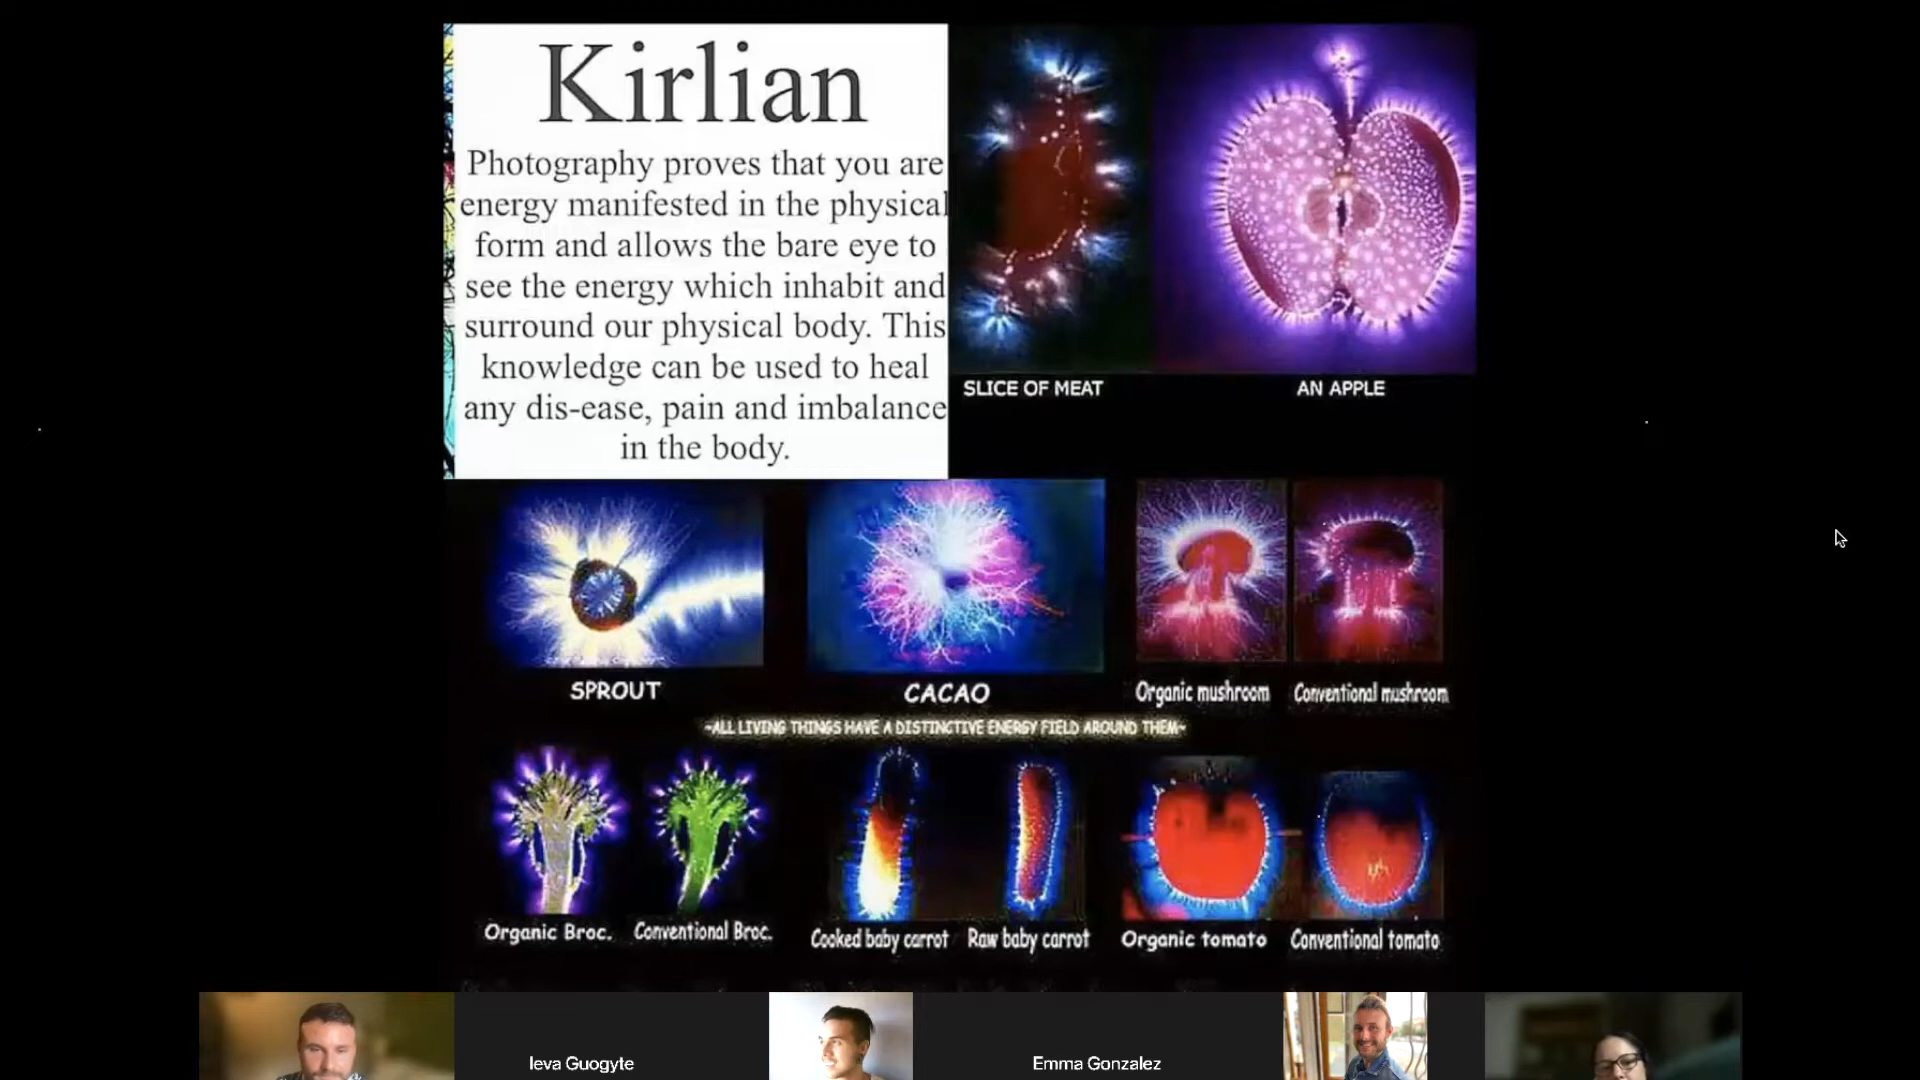 Kirlian
Photography proves that you are
energy manifested in the physical
form and allows the bare eye to
see the energy which inhabit and
surround our physical body. This
knowledge can be used to heal
any dis-ease, pain and imbalance
in the body.
SLICE OF MEAT
AN APPLE
SPROUT
CACAO
Organic mushroom
Conventional mushroom
~ALL LIVING THINGS HAVE A DISTINCTIVE ENERGY FIELD AROUND THEM~
Organic Broc.
Conventional Broc.
Cooked baby carrot
Raw baby carrot
Organic tomato
Conventional tomato
Ieva Guogyte
Emma Gonzalez